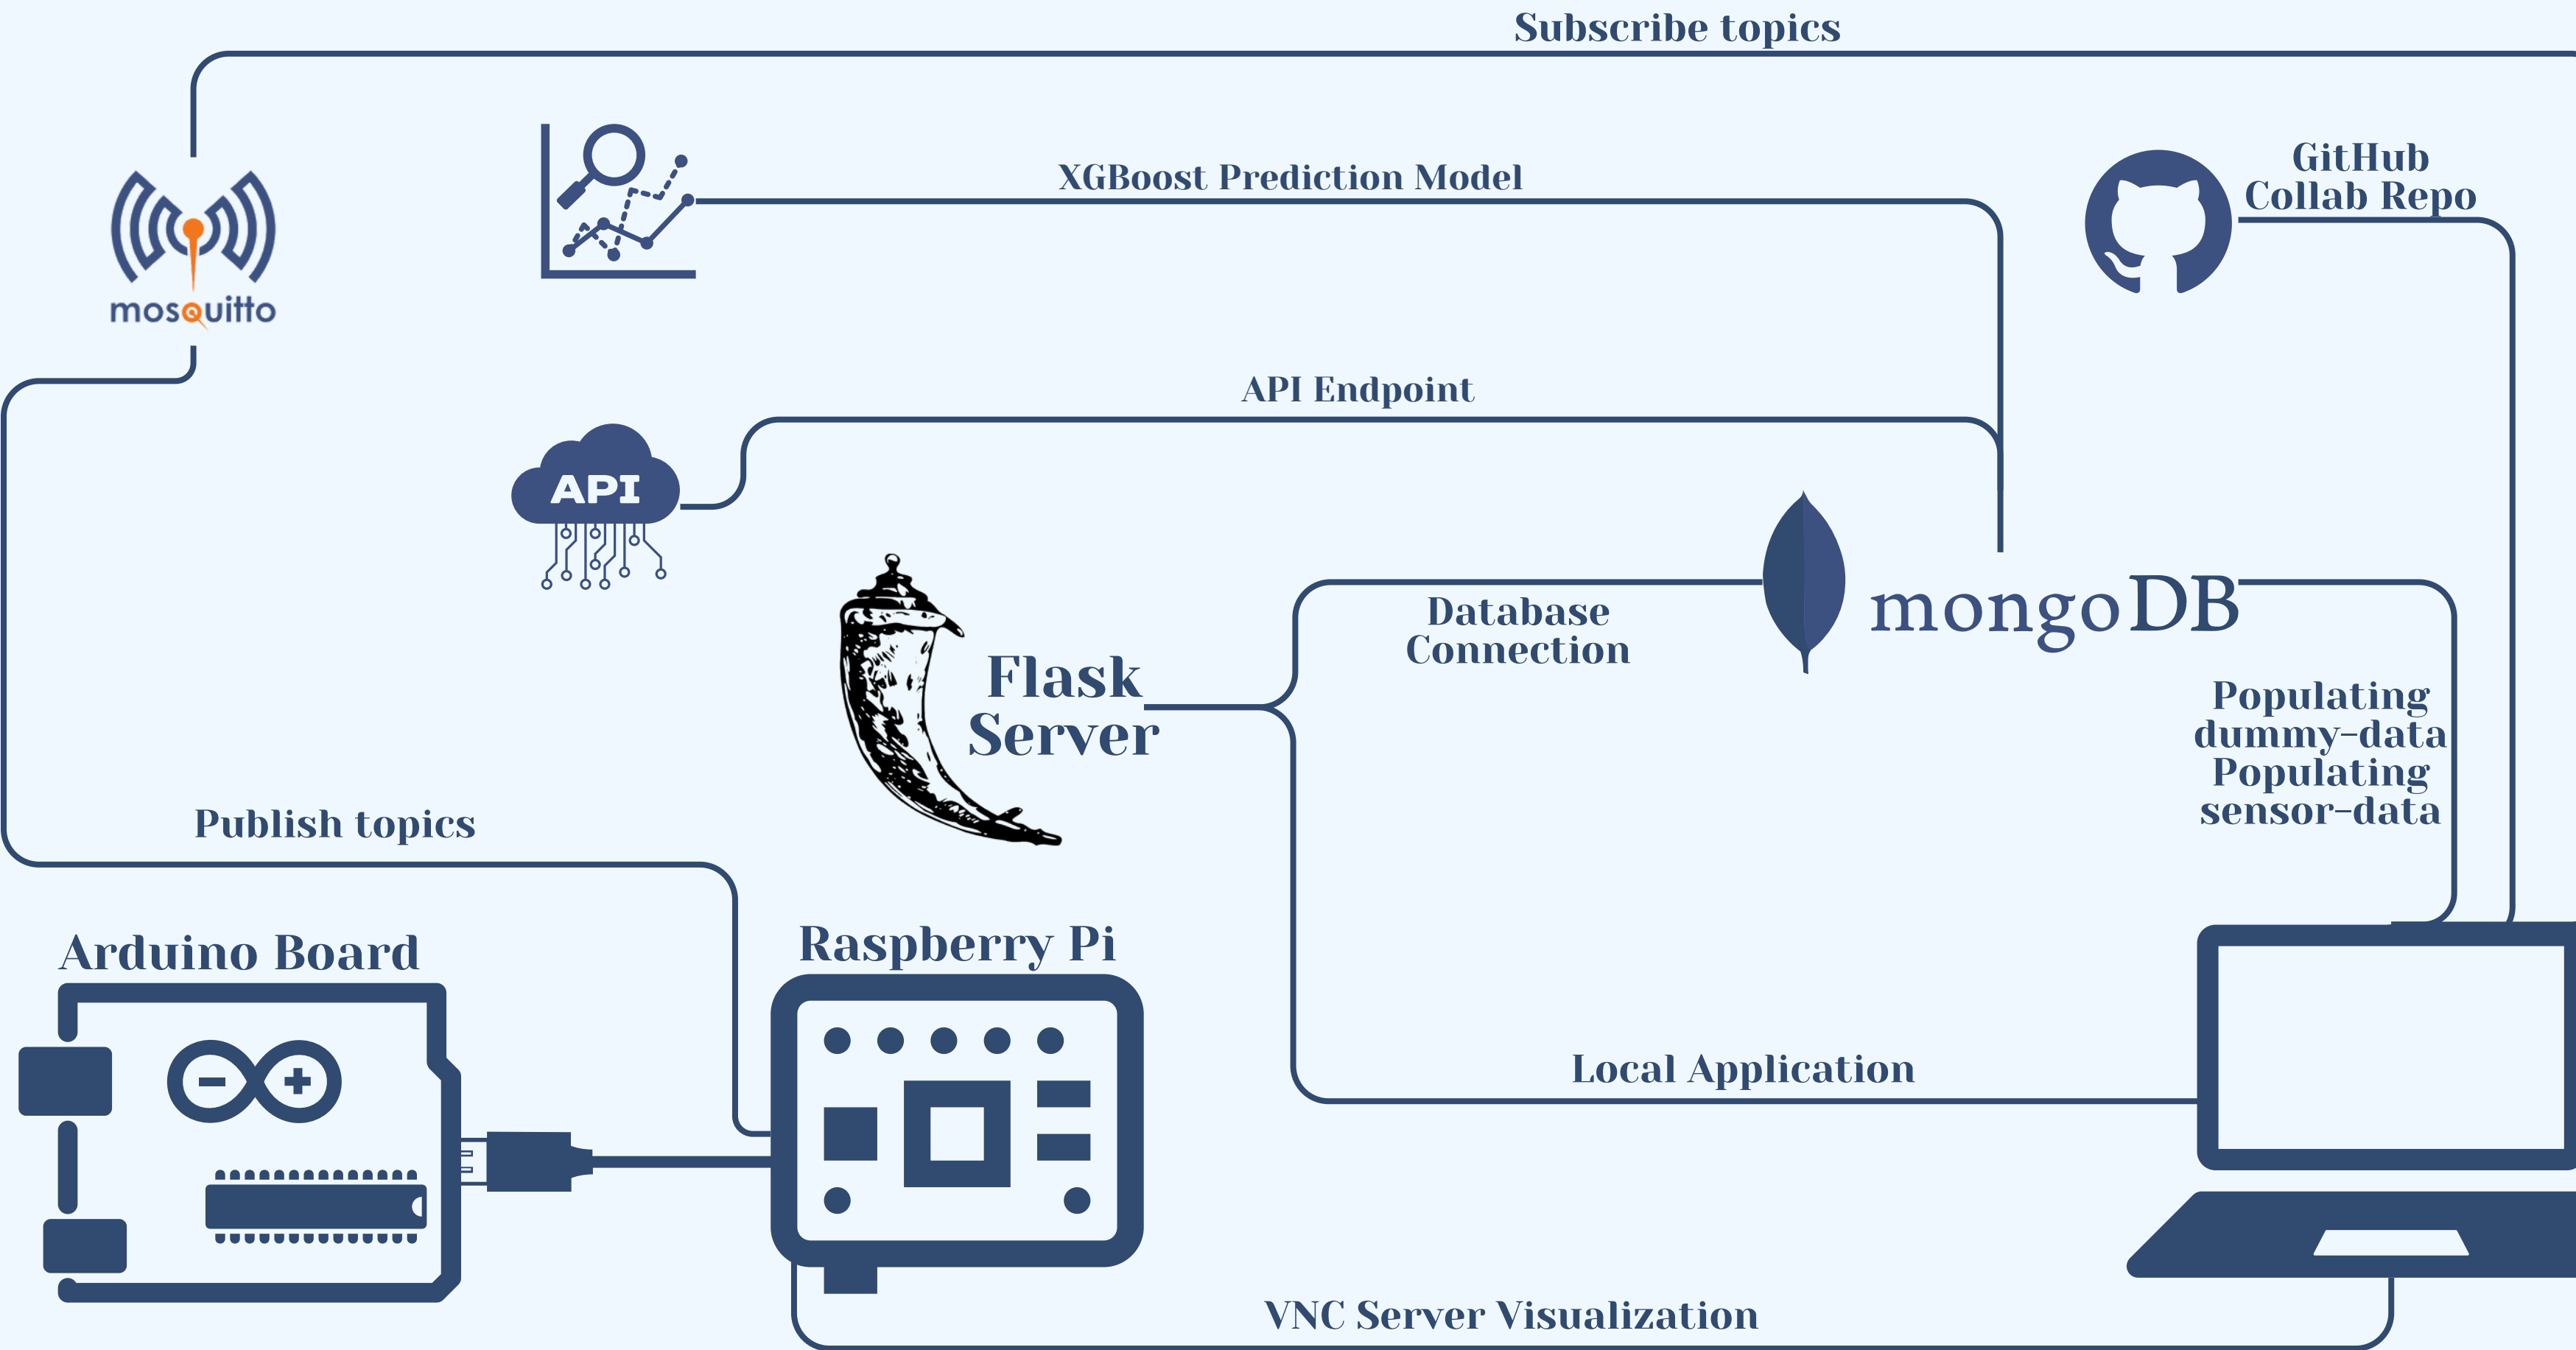 Subscribe topics
XGBoost Prediction Model
GitHub
Collab Repo
mosquitto
API Endpoint
API
Flask
Server
Database
Connection
mongoDB
Populating
dummy-data
Populating
sensor-data
Publish topics
Arduino Board
Raspberry Pi
Local Application
VNC Server Visualization